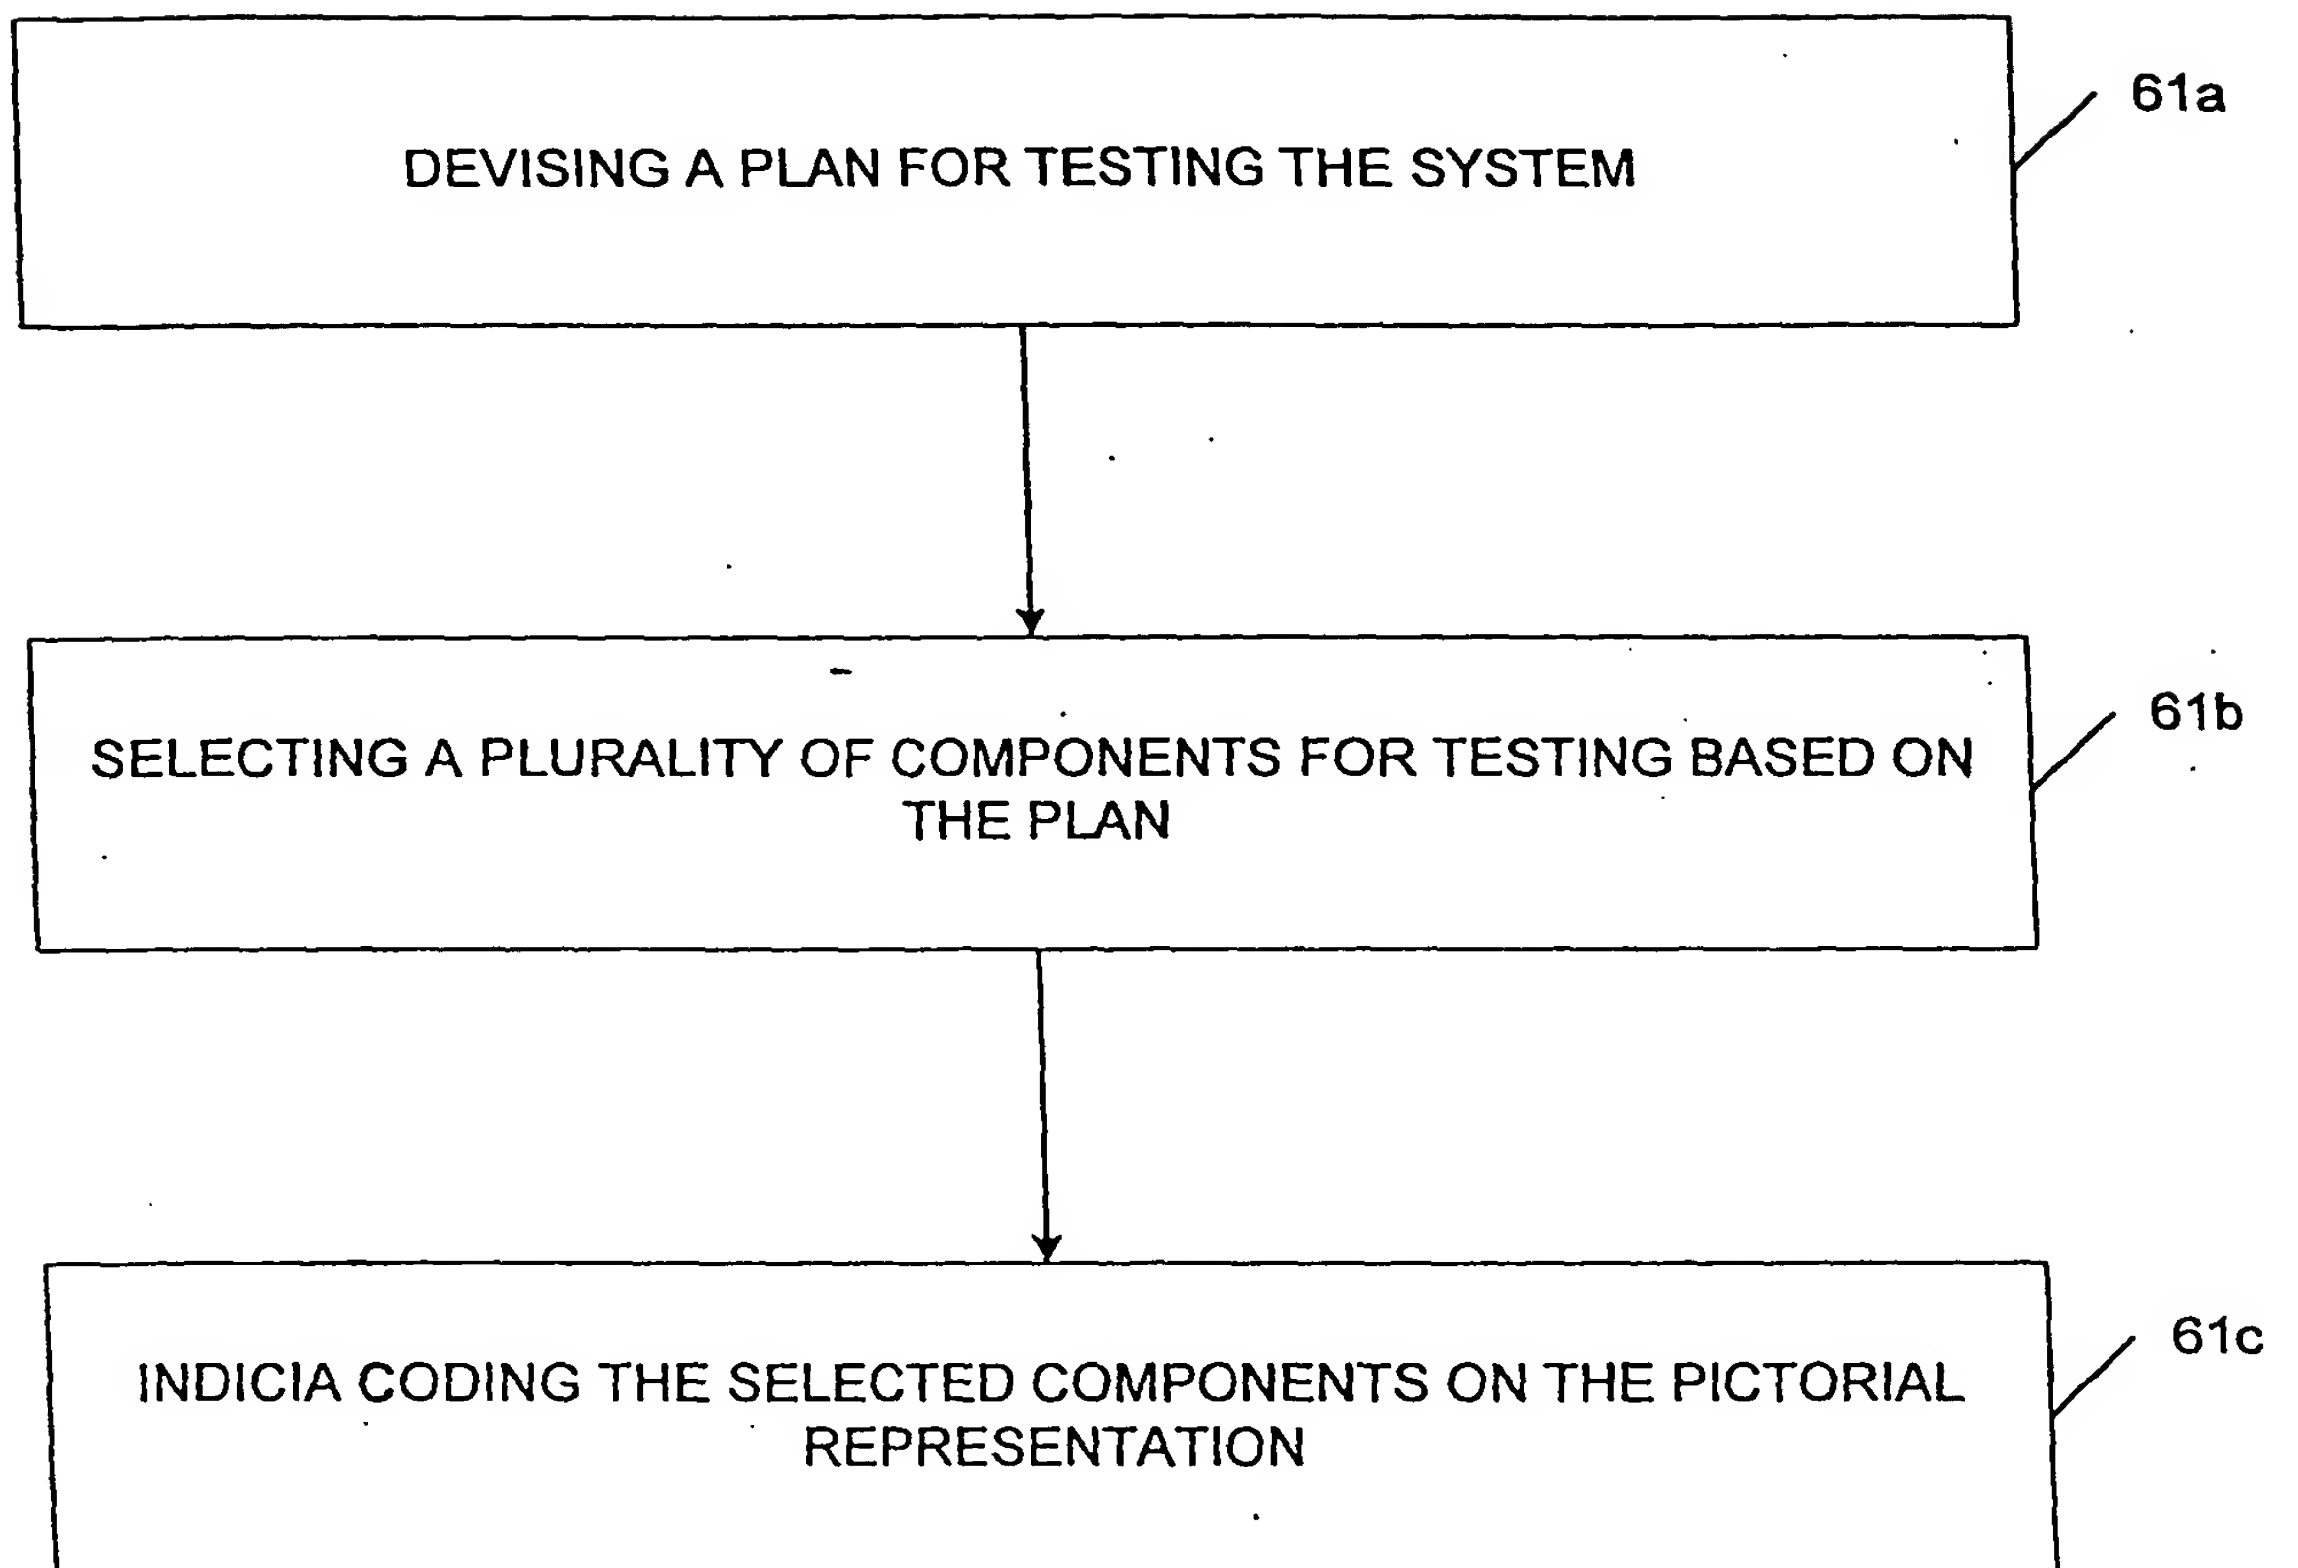 61a
DEVISING A PLAN FOR TESTING THE SYSTEM
61b
SELECTING A PLURALITY OF COMPONENTS FOR TESTING BASED ON
THE PLAN
61c
INDICIA CODING THE SELECTED COMPONENTS ON THE PICTORIAL
REPRESENTATION